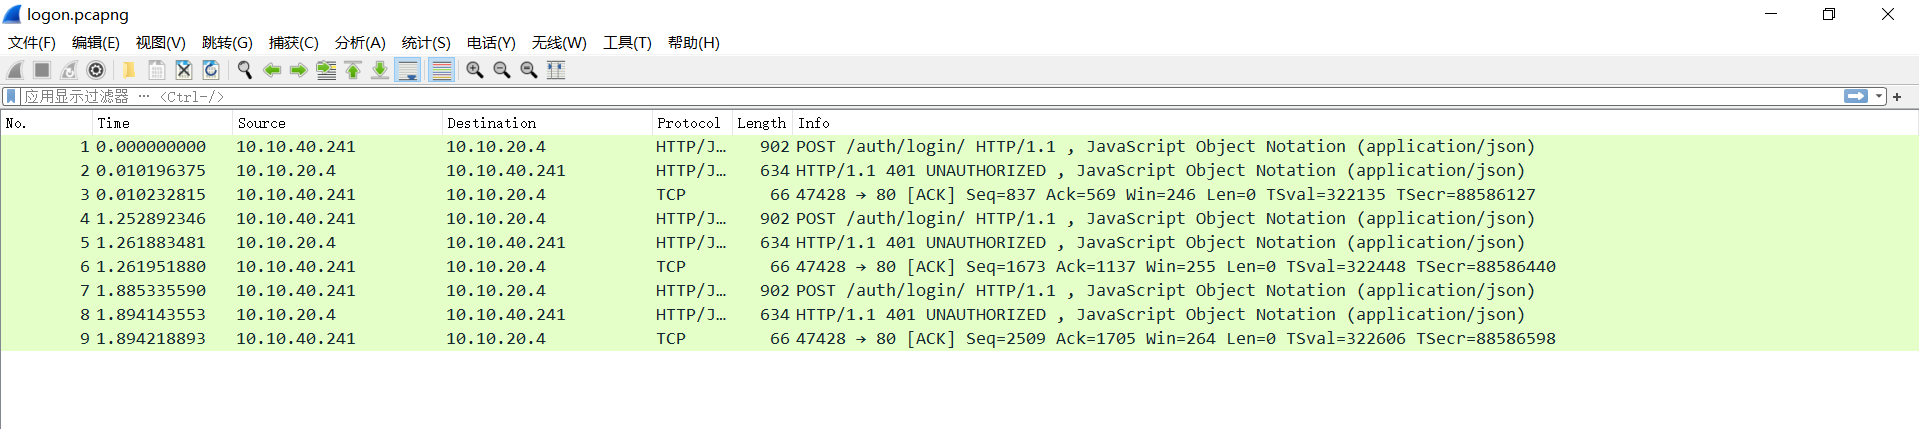 logon.pcapng
文件(F) 编辑(E) 视图(V) 跳转(G) 捕获(C) 分析(A) 统计(S) 电话(Y) 无线(W) 工具(T) 帮助(H)
应用显示过滤器 … <Ctrl-/>
No. Time Source Destination Protocol Length Info
1 0.000000000 10.10.40.241 10.10.20.4 HTTP/J… 902 POST /auth/login/ HTTP/1.1 , JavaScript Object Notation (application/json)
2 0.010196375 10.10.20.4 10.10.40.241 HTTP/J… 634 HTTP/1.1 401 UNAUTHORIZED , JavaScript Object Notation (application/json)
3 0.010232815 10.10.40.241 10.10.20.4 TCP 66 47428 → 80 [ACK] Seq=837 Ack=569 Win=246 Len=0 TSval=322135 TSecr=88586127
4 1.252892346 10.10.40.241 10.10.20.4 HTTP/J… 902 POST /auth/login/ HTTP/1.1 , JavaScript Object Notation (application/json)
5 1.261883481 10.10.20.4 10.10.40.241 HTTP/J… 634 HTTP/1.1 401 UNAUTHORIZED , JavaScript Object Notation (application/json)
6 1.261951880 10.10.40.241 10.10.20.4 TCP 66 47428 → 80 [ACK] Seq=1673 Ack=1137 Win=255 Len=0 TSval=322448 TSecr=88586440
7 1.885335590 10.10.40.241 10.10.20.4 HTTP/J… 902 POST /auth/login/ HTTP/1.1 , JavaScript Object Notation (application/json)
8 1.894143553 10.10.20.4 10.10.40.241 HTTP/J… 634 HTTP/1.1 401 UNAUTHORIZED , JavaScript Object Notation (application/json)
9 1.894218893 10.10.40.241 10.10.20.4 TCP 66 47428 → 80 [ACK] Seq=2509 Ack=1705 Win=264 Len=0 TSval=322606 TSecr=88586598